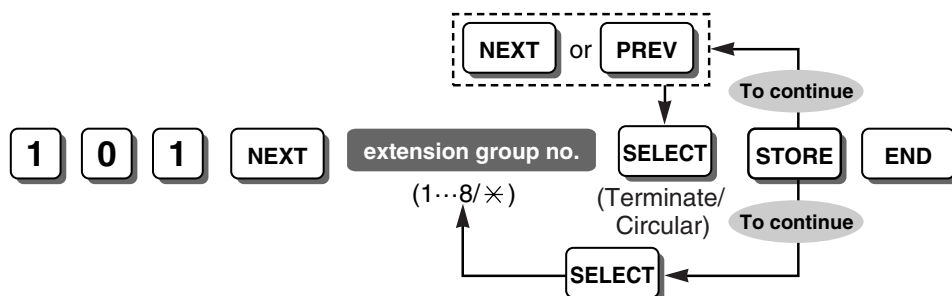 NEXT or PREV
To continue
1 0 1 NEXT extension group no. SELECT STORE END
(1···8/✳)
(Terminate/
Circular)
To continue
SELECT